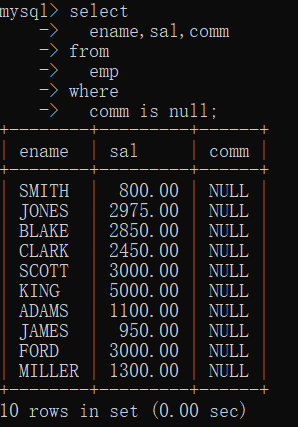 mysql> select
    -> ename,sal,comm
    -> from
    -> emp
    -> where
    -> comm is null;
+--------+---------+------+
| ename | sal | comm |
+--------+---------+------+
| SMITH | 800.00 | NULL |
| JONES | 2975.00 | NULL |
| BLAKE | 2850.00 | NULL |
| CLARK | 2450.00 | NULL |
| SCOTT | 3000.00 | NULL |
| KING | 5000.00 | NULL |
| ADAMS | 1100.00 | NULL |
| JAMES | 950.00 | NULL |
| FORD | 3000.00 | NULL |
| MILLER | 1300.00 | NULL |
+--------+---------+------+
10 rows in set (0.00 sec)